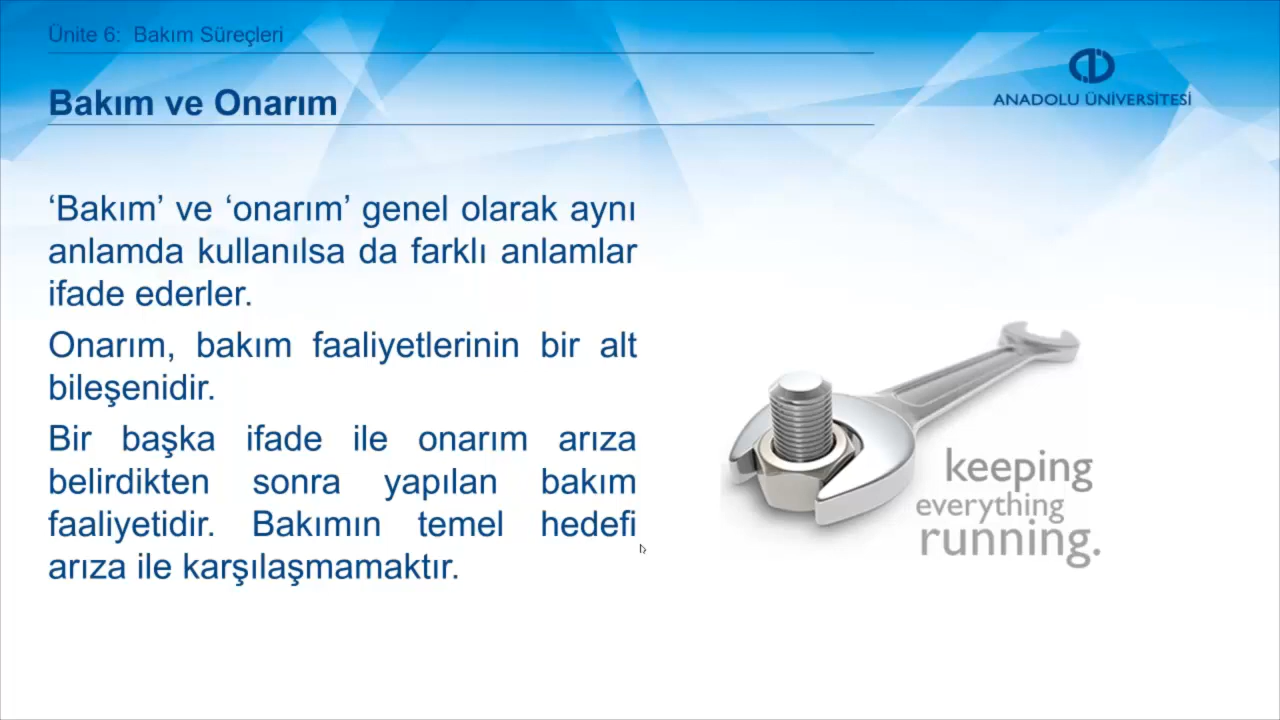 Ünite 6: Bakım Süreçleri
ANADOLU ÜNİVERSİTESİ
Bakım ve Onarım
‘Bakım’ ve ‘onarım’ genel olarak aynı
anlamda kullanılsa da farklı anlamlar
ifade ederler.
Onarım, bakım faaliyetlerinin bir alt
bileşenidir.
Bir başka ifade ile onarım arıza
belirdikten sonra yapılan bakım
faaliyetidir. Bakımın temel hedefi
arıza ile karşılaşmamaktır.
keeping
everything
running.